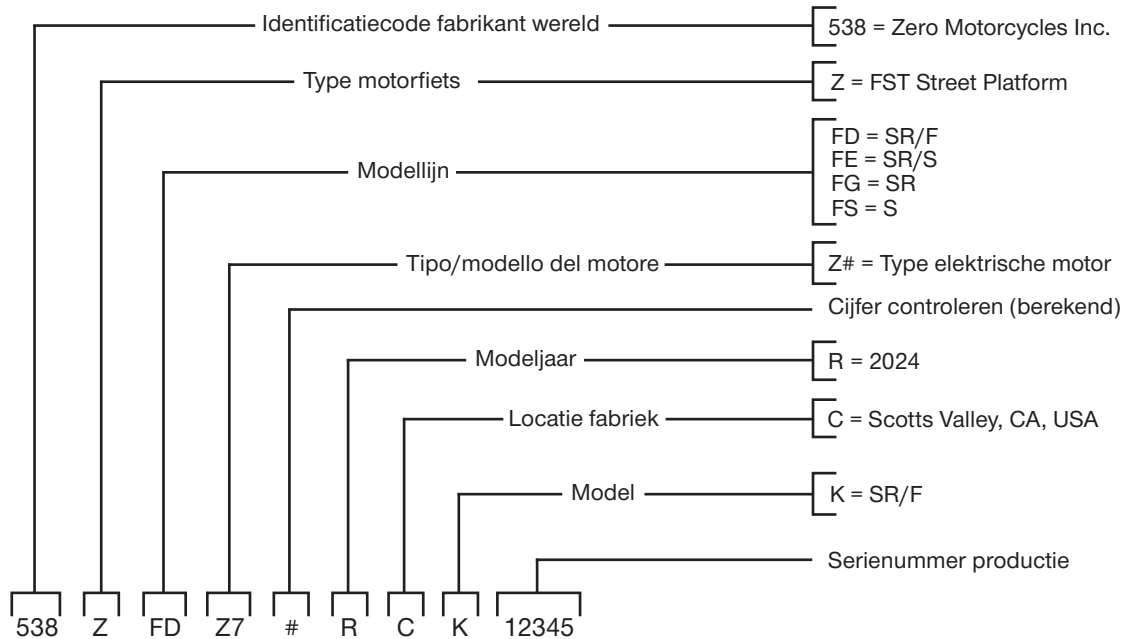 Identificatiecode fabrikant wereld
538 = Zero Motorcycles Inc.
Type motorfiets
Z = FST Street Platform
Modellijn
FD = SR/F
FE = SR/S
FG = SR
FS = S
Tipo/modello del motore
Z# = Type elektrische motor
Cijfer controleren (berekend)
Modeljaar
R = 2024
Locatie fabriek
C = Scotts Valley, CA, USA
Model
K = SR/F
Serienummer productie
538 Z FD Z7 # R C K 12345